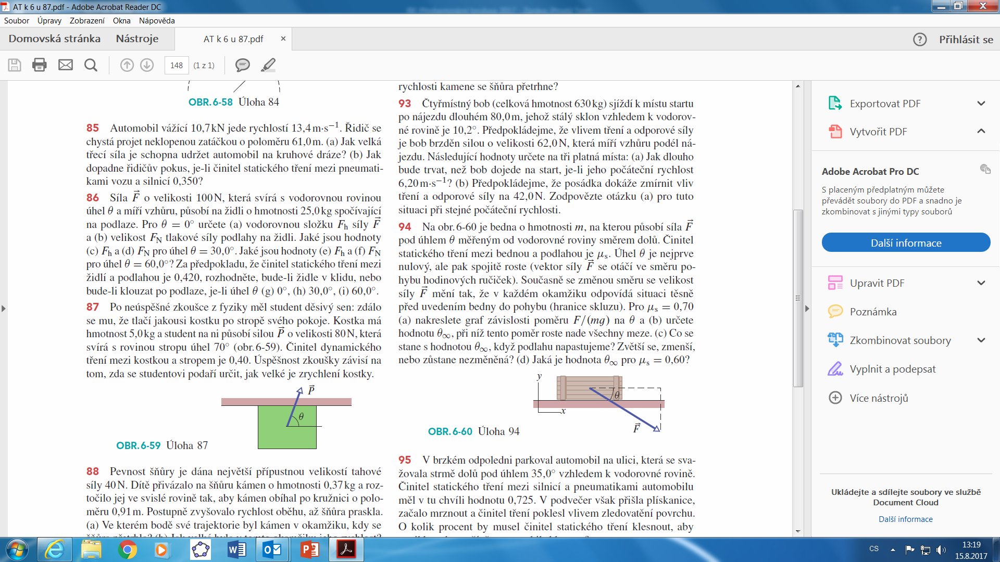 AT k 6 u 87.pdf - Adobe Acrobat Reader DC
Soubor Úpravy Zobrazení Okna Nápověda
Domovská stránka Nástroje AT k 6 u 87.pdf × ? Přihlásit se
148 (1 z 1)
OBR. 6-58 Úloha 84
85 Automobil vážící 10,7 kN jede rychlostí 13,4 m·s⁻¹. Řidič se
chystá projet neklopenou zatáčkou o poloměru 61,0 m. (a) Jak velká
třecí síla je schopna udržet automobil na kruhové dráze? (b) Jak
dopadne řidičův pokus, je-li činitel statického tření mezi pneumati-
kami vozu a silnicí 0,350?
86 Síla F⃗ o velikosti 100 N, která svírá s vodorovnou rovinou
úhel θ a míří vzhůru, působí na židli o hmotnosti 25,0 kg spočívající
na podlaze. Pro θ = 0° určete (a) vodorovnou složku Fₕ síly F⃗
a (b) velikost F_N tlakové síly podlahy na židli. Jaké jsou hodnoty
(c) Fₕ a (d) F_N pro úhel θ = 30,0°. Jaké jsou hodnoty (e) Fₕ a (f) F_N
pro úhel θ = 60,0°? Za předpokladu, že činitel statického tření mezi
židlí a podlahou je 0,420, rozhodněte, bude-li židle v klidu, nebo
bude-li klouzat po podlaze, je-li úhel θ (g) 0°, (h) 30,0°, (i) 60,0°.
87 Po neúspěšné zkoušce z fyziky měl student děsivý sen: zdálo
se mu, že tlačí jakousi kostku po stropě svého pokoje. Kostka má
hmotnost 5,0 kg a student na ni působí silou P⃗ o velikosti 80 N, která
svírá s rovinou stropu úhel 70° (obr. 6-59). Činitel dynamického
tření mezi kostkou a stropem je 0,40. Úspěšnost zkoušky závisí na
tom, zda se studentovi podaří určit, jak velké je zrychlení kostky.
P⃗
θ
OBR. 6-59 Úloha 87
88 Pevnost šňůry je dána největší přípustnou velikostí tahové
síly 40 N. Dítě přivázalo na šňůru kámen o hmotnosti 0,37 kg a roz-
točilo jej ve svislé rovině tak, aby kámen obíhal po kružnici o polo-
měru 0,91 m. Postupně zvyšovalo rychlost oběhu, až šňůra praskla.
(a) Ve kterém bodě své trajektorie byl kámen v okamžiku, kdy se
rychlosti kamene se šňůra přetrhne?
93 Čtyřmístný bob (celková hmotnost 630 kg) sjíždí k místu startu
po nájezdu dlouhém 80,0 m, jehož stálý sklon vzhledem k vodorov-
né rovině je 10,2°. Předpokládejme, že vlivem tření a odporové síly
je bob brzděn silou o velikosti 62,0 N, která míří vzhůru podél ná-
jezdu. Následující hodnoty určete na tři platná místa: (a) Jak dlouho
bude trvat, než bob dojede na start, je-li jeho počáteční rychlost
6,20 m·s⁻¹? (b) Předpokládejme, že posádka dokáže zmírnit vliv
tření a odporové síly na 42,0 N. Zodpovězte otázku (a) pro tuto
situaci při stejné počáteční rychlosti.
94 Na obr. 6-60 je bedna o hmotnosti m, na kterou působí síla F⃗
pod úhlem θ měřeným od vodorovné roviny směrem dolů. Činitel
statického tření mezi bednou a podlahou je μₛ. Úhel θ je nejprve
nulový, ale pak spojitě roste (vektor síly F⃗ se otáčí ve směru po-
hybu hodinových ručiček). Současně se změnou směru se velikost
síly F⃗ mění tak, že v každém okamžiku odpovídá situaci těsně
před uvedením bedny do pohybu (hranice skluzu). Pro μₛ = 0,70
(a) nakreslete graf závislosti poměru F/(mg) na θ a (b) určete
hodnotu θ∞, při níž tento poměr roste nade všechny meze. (c) Co se
stane s hodnotou θ∞, když podlahu napastujeme? Zvětší se, zmenší,
nebo zůstane nezměněná? (d) Jaká je hodnota θ∞ pro μₛ = 0,60?
y
θ
x
F⃗
OBR. 6-60 Úloha 94
95 V brzkém odpoledni parkoval automobil na ulici, která se sva-
žovala strmě dolů pod úhlem 35,0° vzhledem k vodorovné rovině.
Činitel statického tření mezi silnicí a pneumatikami automobilu
měl v tu chvíli hodnotu 0,725. V podvečer však přišla plískanice,
začalo mrznout a činitel tření poklesl vlivem zledovatění povrchu.
O kolik procent by musel činitel statického tření klesnout, aby
Exportovat PDF
Vytvořit PDF
Adobe Acrobat Pro DC
S placeným předplatným můžete
převádět soubory do PDF a snadno je
zkombinovat s jinými typy souborů
Další informace
Upravit PDF
Poznámka
Zkombinovat soubory
Vyplnit a podepsat
Více nástrojů
Ukládejte a sdílejte soubory ve službě
Document Cloud
Další informace
CS
13:19
15.8.2017